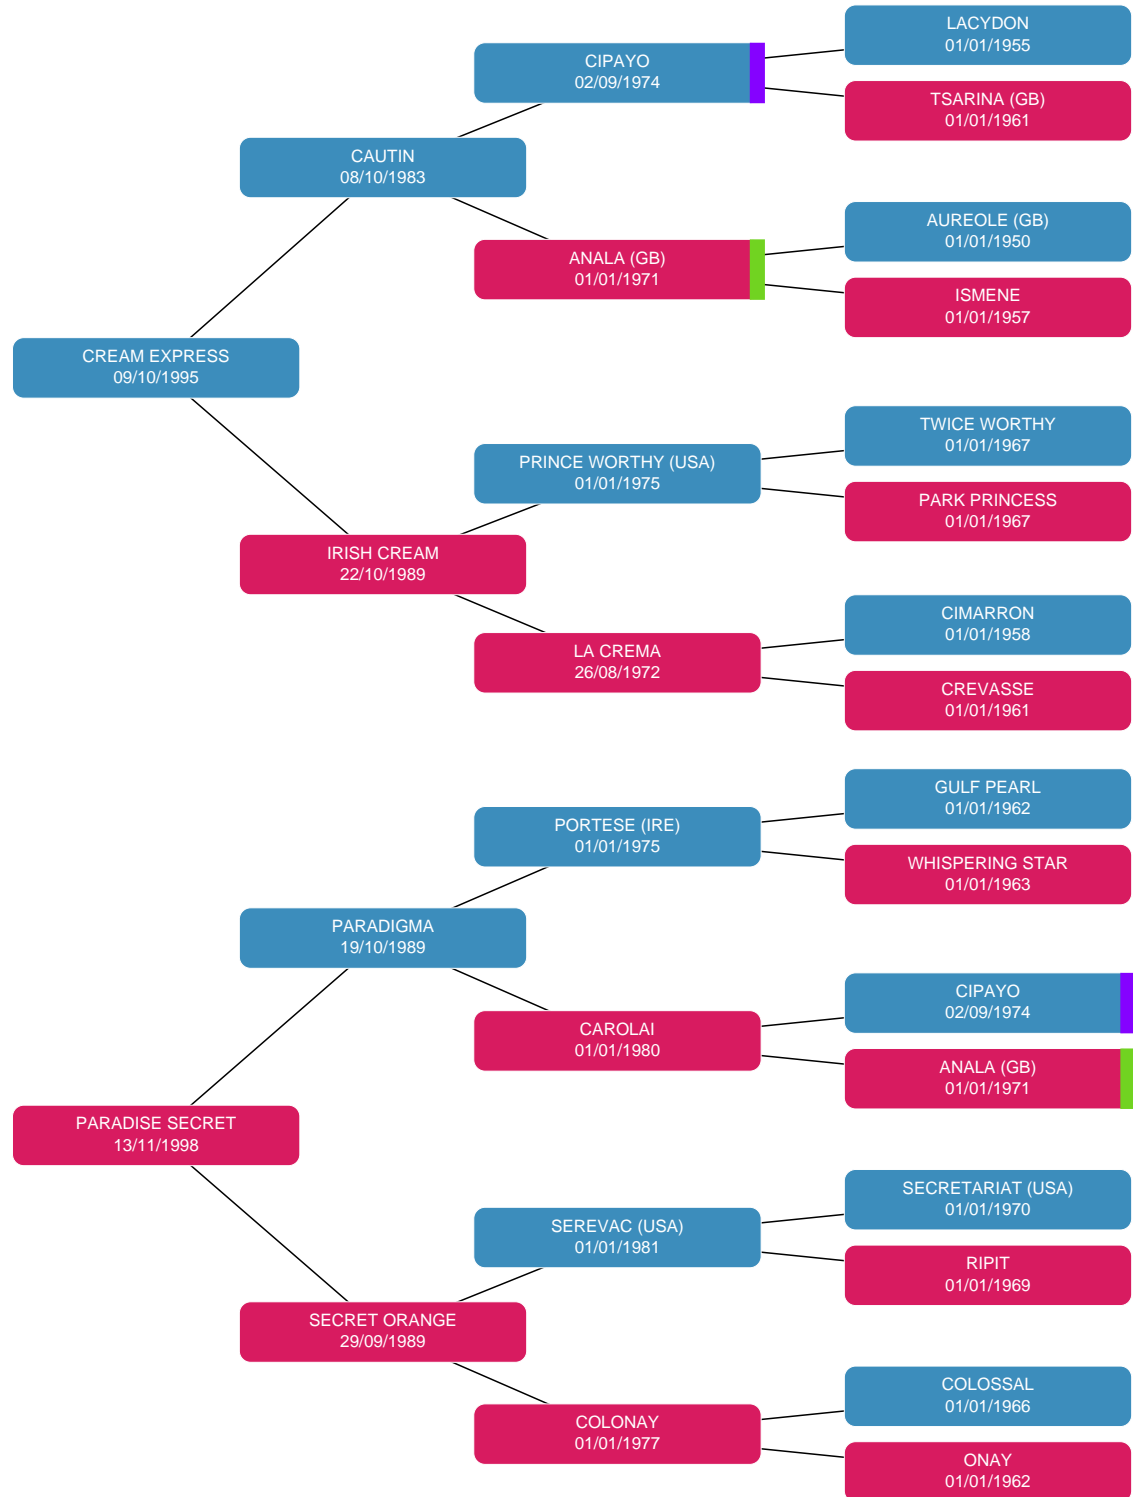 LACYDON
01/01/1955
CIPAYO
02/09/1974
TSARINA (GB)
01/01/1961
CAUTIN
08/10/1983
AUREOLE (GB)
01/01/1950
ANALA (GB)
01/01/1971
ISMENE
01/01/1957
CREAM EXPRESS
09/10/1995
TWICE WORTHY
01/01/1967
PRINCE WORTHY (USA)
01/01/1975
PARK PRINCESS
01/01/1967
IRISH CREAM
22/10/1989
CIMARRON
01/01/1958
LA CREMA
26/08/1972
CREVASSE
01/01/1961
GULF PEARL
01/01/1962
PORTESE (IRE)
01/01/1975
WHISPERING STAR
01/01/1963
PARADIGMA
19/10/1989
CIPAYO
02/09/1974
CAROLAI
01/01/1980
ANALA (GB)
01/01/1971
PARADISE SECRET
13/11/1998
SECRETARIAT (USA)
01/01/1970
SEREVAC (USA)
01/01/1981
RIPIT
01/01/1969
SECRET ORANGE
29/09/1989
COLOSSAL
01/01/1966
COLONAY
01/01/1977
ONAY
01/01/1962